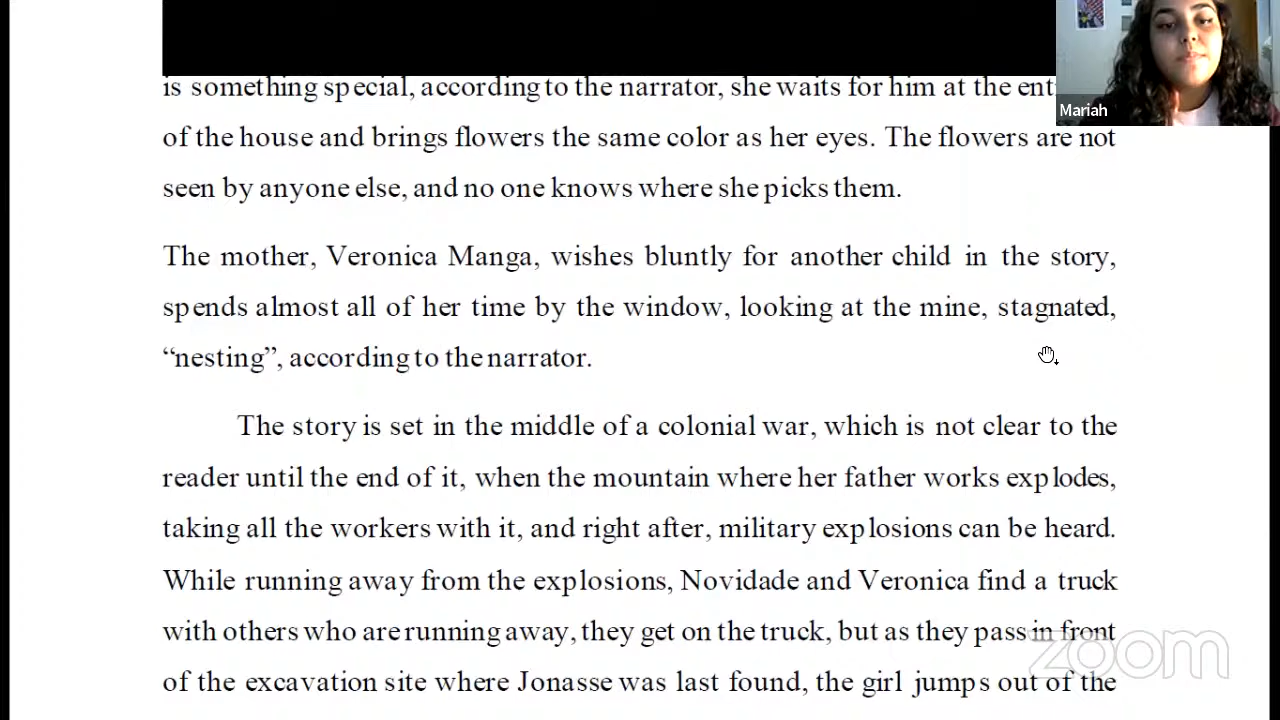 is something special, according to the narrator, she waits for him at the
of the house and brings flowers the same color as her eyes. The flowers are not
seen by anyone else, and no one knows where she picks them.
The mother, Veronica Manga, wishes bluntly for another child in the story,
spends almost all of her time by the window, looking at the mine, stagnated,
“nesting”, according to the narrator.
The story is set in the middle of a colonial war, which is not clear to the
reader until the end of it, when the mountain where her father works explodes,
taking all the workers with it, and right after, military explosions can be heard.
While running away from the explosions, Novidade and Veronica find a truck
with others who are running away, they get on the truck, but as they pass in front
of the excavation site where Jonasse was last found, the girl jumps out of the
Mariah
zoom